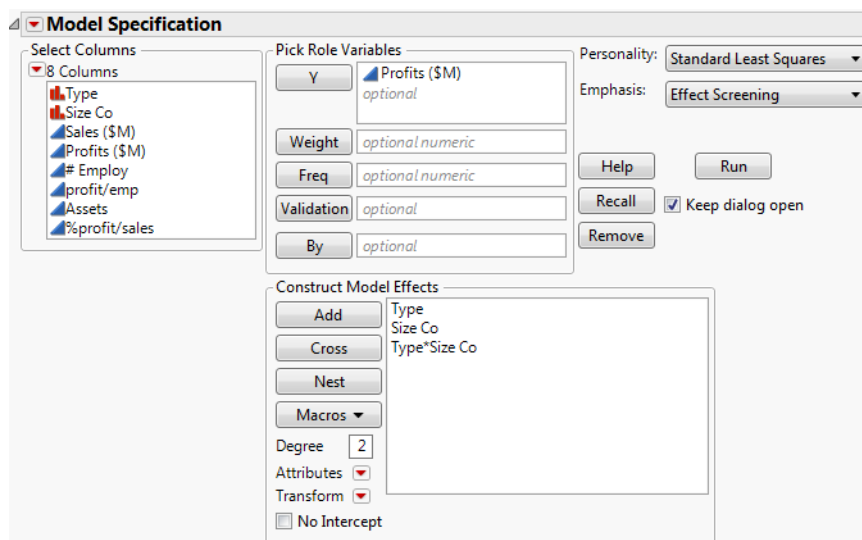 Model Specification
Select Columns
8 Columns
Type
Size Co
Sales ($M)
Profits ($M)
# Employ
profit/emp
Assets
%profit/sales
Pick Role Variables
Y
Profits ($M)
optional
Weight
optional numeric
Freq
optional numeric
Validation
optional
By
optional
Personality:
Standard Least Squares
Emphasis:
Effect Screening
Help
Run
Recall
Keep dialog open
Remove
Construct Model Effects
Add
Cross
Nest
Macros
Degree 2
Attributes
Transform
No Intercept
Type
Size Co
Type*Size Co